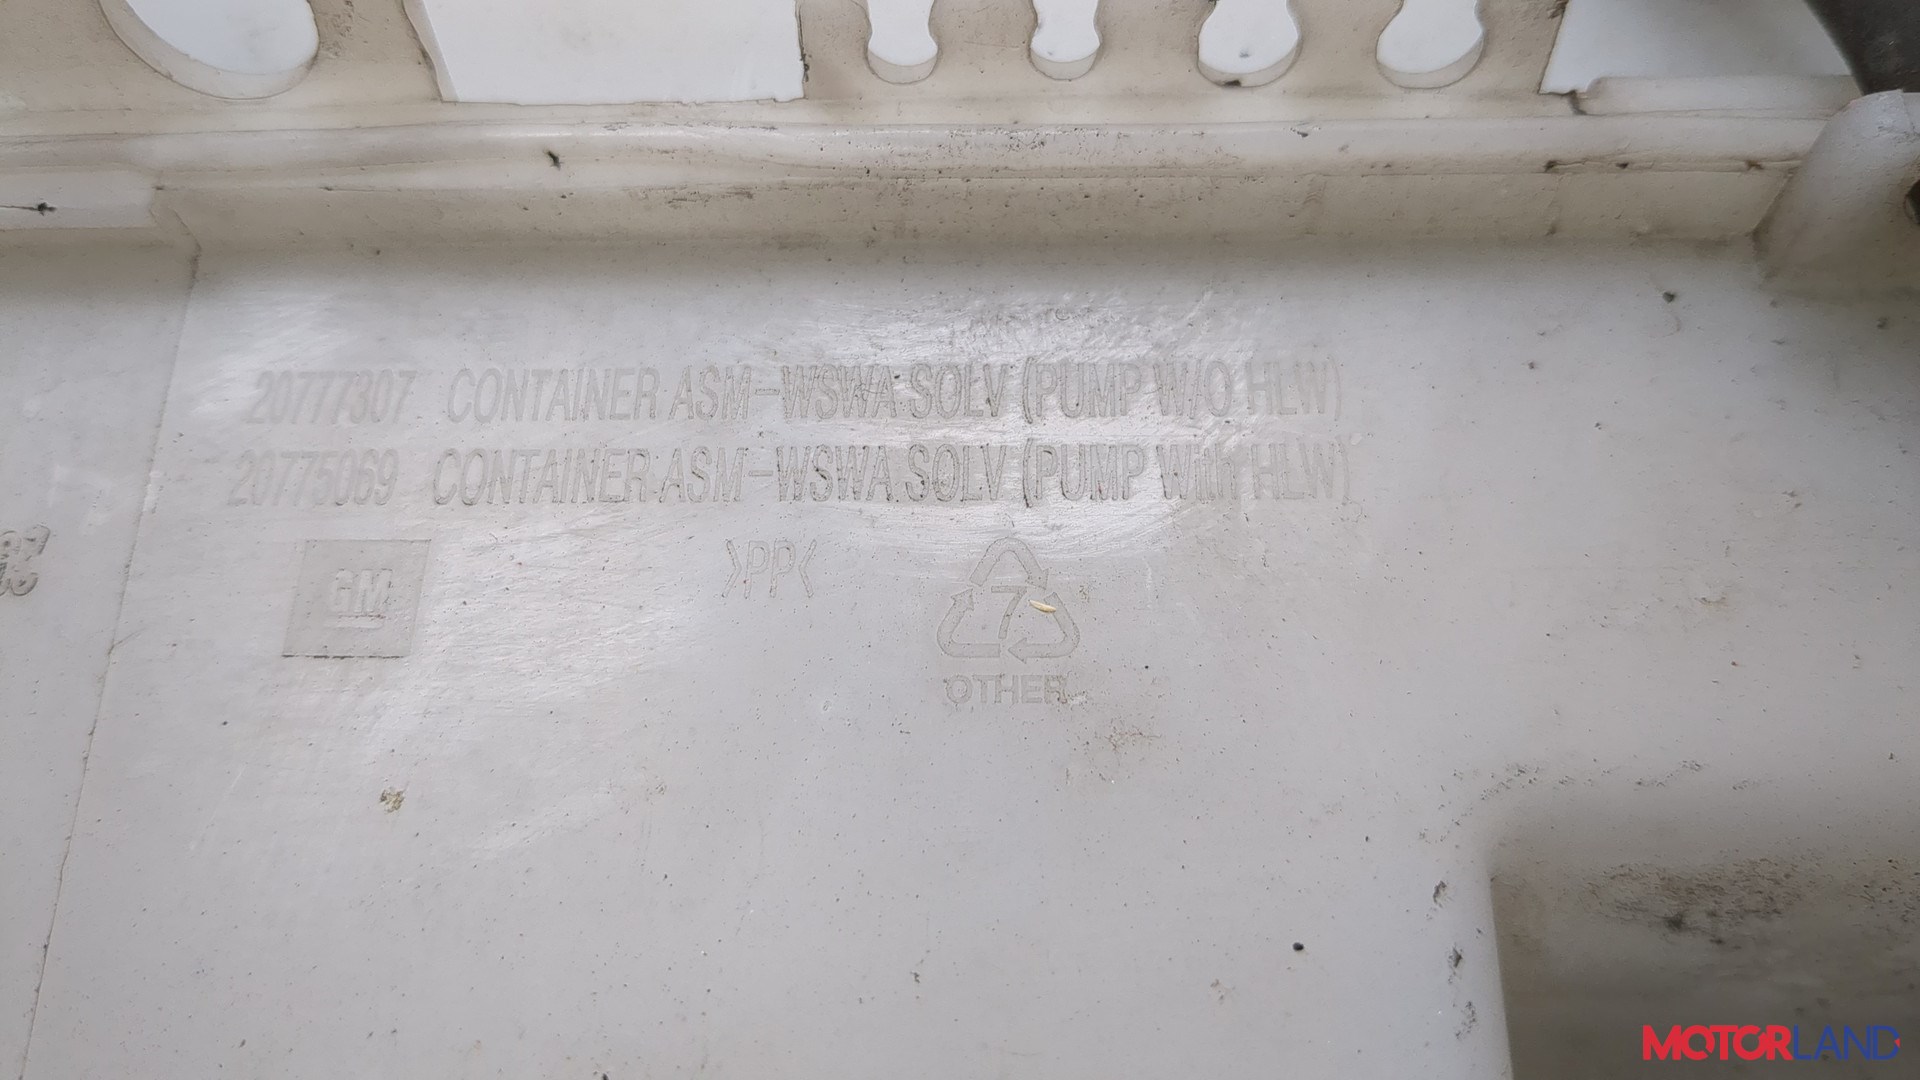 20777307 CONTAINER ASM-WSWA SOLV (PUMP W/O HLW)
20775069 CONTAINER ASM-WSWA SOLV (PUMP With HLW)
GM
>PP<
7
OTHER
MOTORLAND